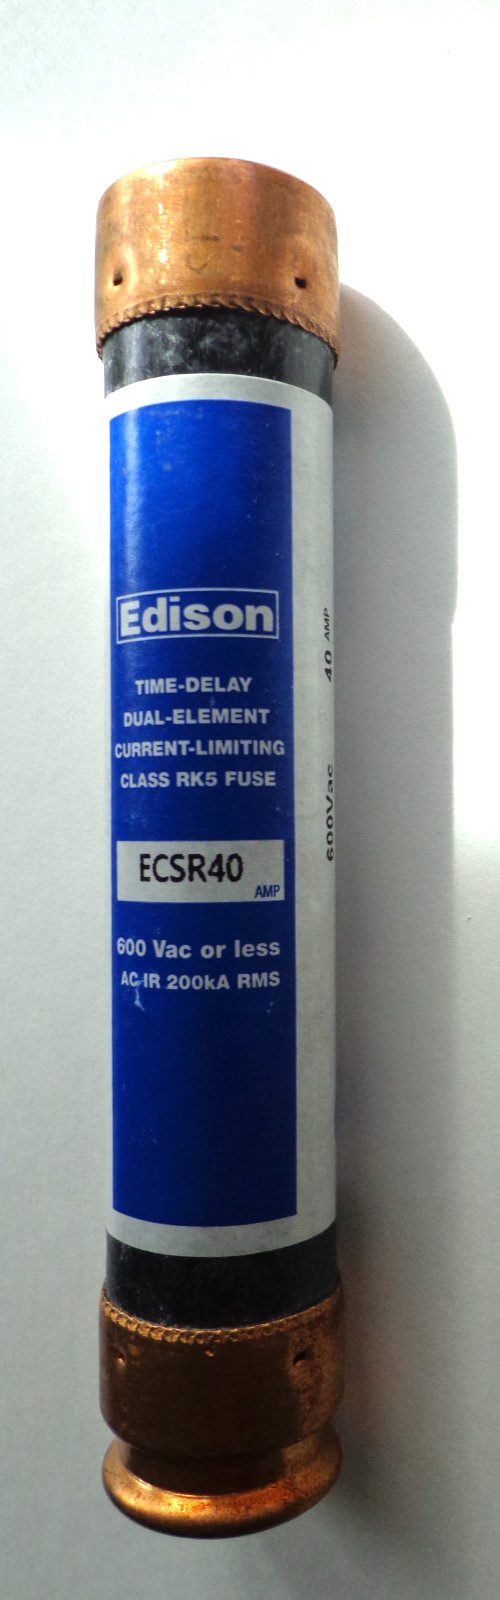 Edison
TIME-DELAY
DUAL-ELEMENT
CURRENT-LIMITING
CLASS RK5 FUSE
ECSR40
AMP
600 Vac or less
AC IR 200kA RMS
600Vac 40 AMP